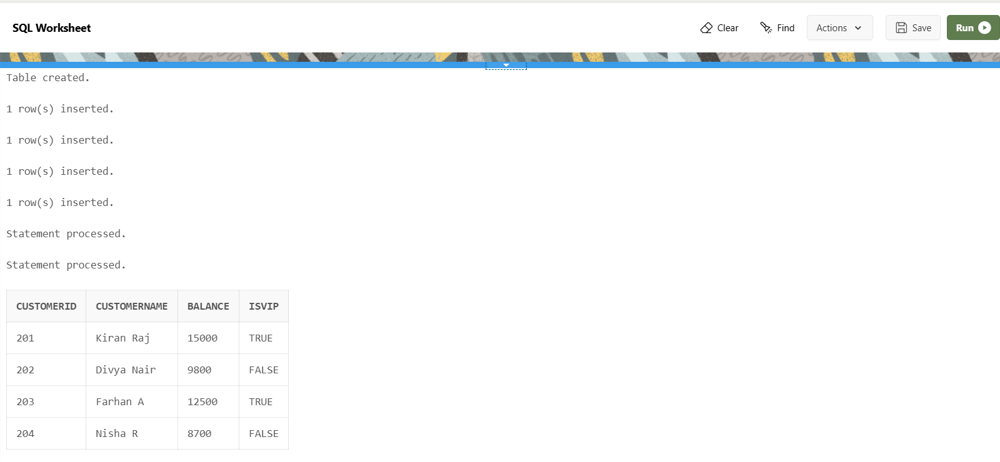 SQL Worksheet Clear Find Actions Save Run
Table created.
1 row(s) inserted.
1 row(s) inserted.
1 row(s) inserted.
1 row(s) inserted.
Statement processed.
Statement processed.
CUSTOMERID CUSTOMERNAME BALANCE ISVIP
201 Kiran Raj 15000 TRUE
202 Divya Nair 9800 FALSE
203 Farhan A 12500 TRUE
204 Nisha R 8700 FALSE